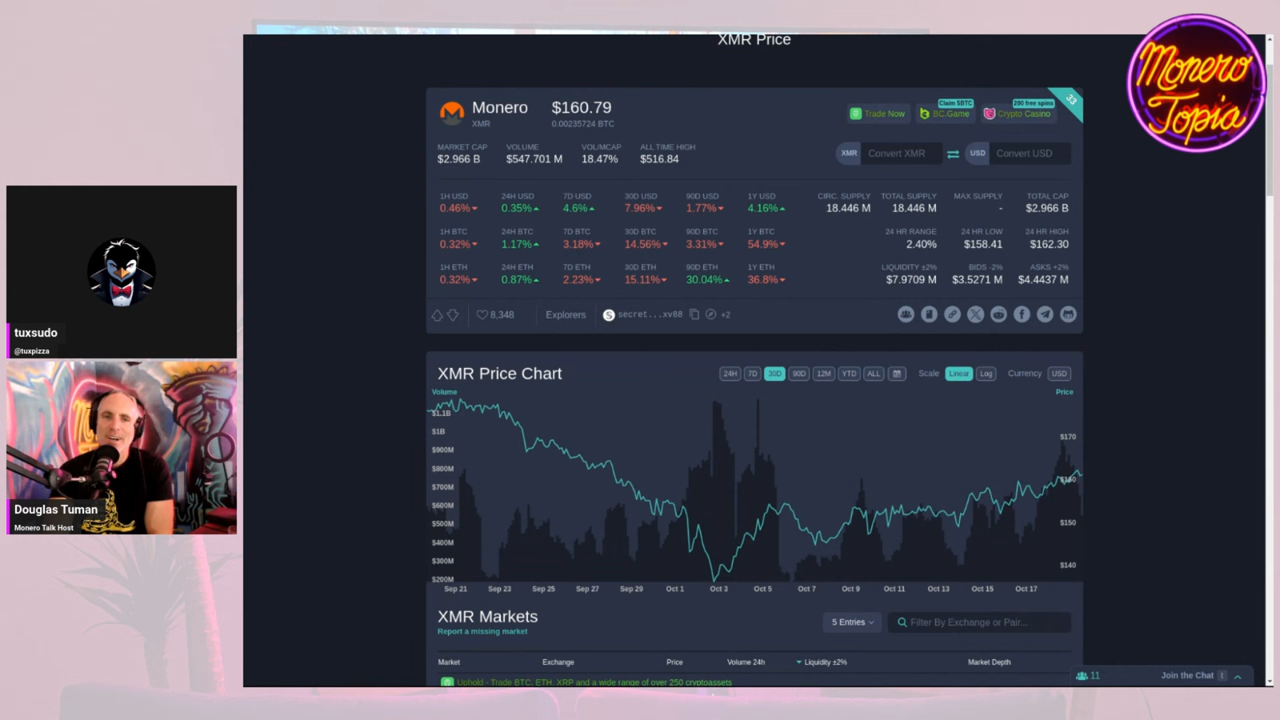 XMR Price
Monero
Topia
Monero
XMR
$160.79
0.00235724 BTC
Trade Now
Claim 5BTC
BC.Game
200 free spins
Crypto Casino
33
MARKET CAP VOLUME VOL/MCAP ALL TIME HIGH
$2.966 B $547.701 M 18.47% $516.84
XMR Convert XMR USD Convert USD
1H USD 24H USD 7D USD 30D USD 90D USD 1Y USD
0.46% 0.35% 4.6% 7.96% 1.77% 4.16%
CIRC. SUPPLY TOTAL SUPPLY MAX SUPPLY TOTAL CAP
18.446 M 18.446 M - $2.966 B
1H BTC 24H BTC 7D BTC 30D BTC 90D BTC 1Y BTC
0.32% 1.17% 3.18% 14.56% 3.31% 54.9%
24 HR RANGE 24 HR LOW 24 HR HIGH
2.40% $158.41 $162.30
1H ETH 24H ETH 7D ETH 30D ETH 90D ETH 1Y ETH
0.32% 0.87% 2.23% 15.11% 30.04% 36.8%
LIQUIDITY ±2% BIDS -2% ASKS +2%
$7.9709 M $3.5271 M $4.4437 M
8,348 Explorers secret...xv88 +2
tuxsudo
@tuxpizza
Douglas Tuman
Monero Talk Host
XMR Price Chart
24H 7D 30D 90D 12M YTD ALL Scale Linear Log Currency USD
Volume Price
$1.1B
$1B
$900M
$800M
$700M
$600M
$500M
$400M
$300M
$200M
$170
$160
$150
$140
Sep 21 Sep 23 Sep 25 Sep 27 Sep 29 Oct 1 Oct 3 Oct 5 Oct 7 Oct 9 Oct 11 Oct 13 Oct 15 Oct 17
XMR Markets
Report a missing market
5 Entries
Filter By Exchange or Pair...
Market Exchange Price Volume 24h Liquidity ±2% Market Depth
Uphold - Trade BTC, ETH, XRP and a wide range of over 250 cryptoassets
11 Join the Chat